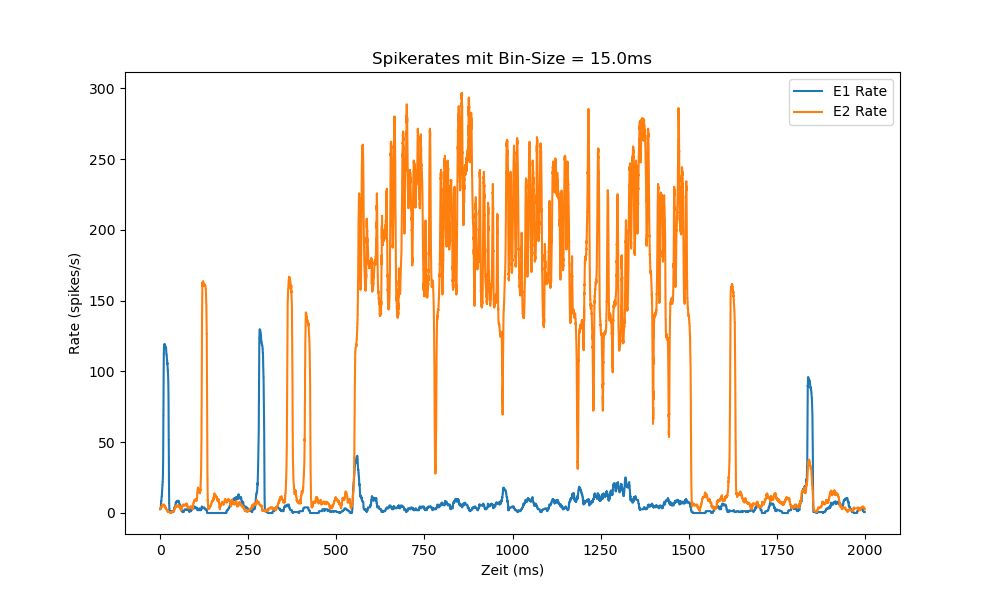 Spikerates mit Bin-Size = 15.0ms
E1 Rate
E2 Rate
Rate (spikes/s)
300
250
200
150
100
50
0
0 250 500 750 1000 1250 1500 1750 2000
Zeit (ms)